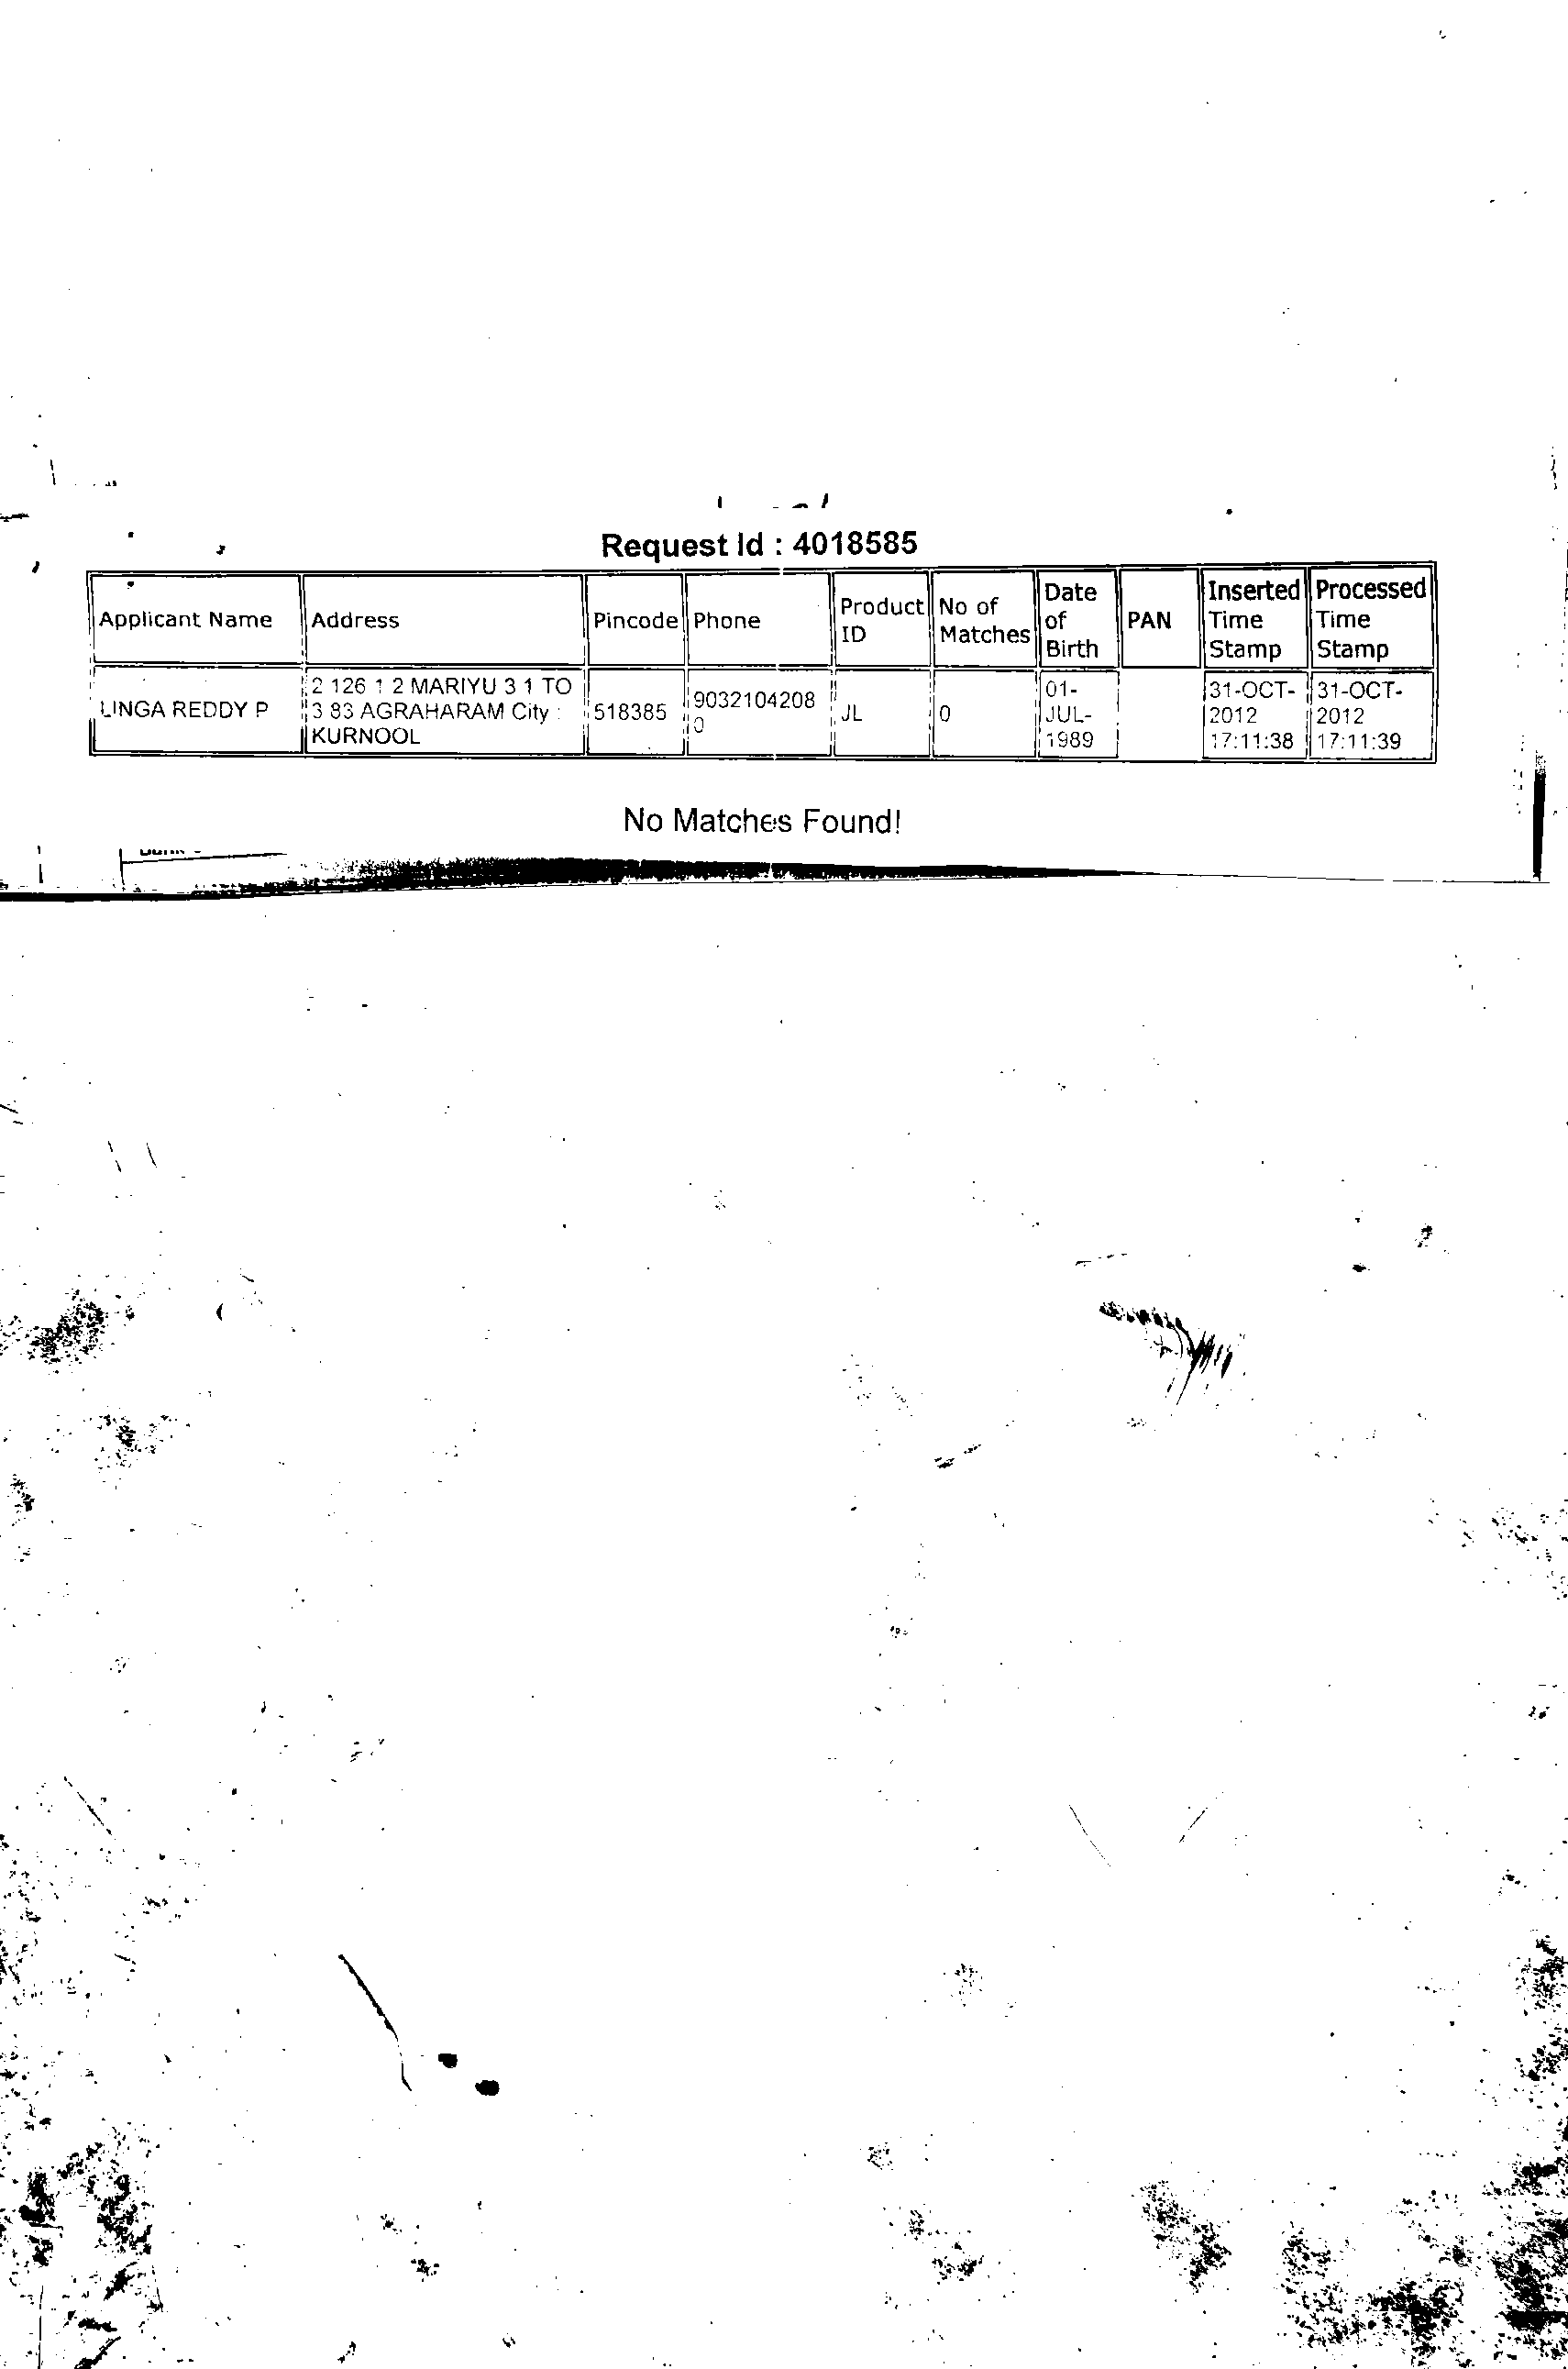 Request Id : 4018585
Applicant Name Address Pincode Phone Product ID No of Matches Date of Birth PAN Inserted Time Stamp Processed Time Stamp
LINGA REDDY P 2 126 1 2 MARIYU 3 1 TO 3 83 AGRAHARAM City : KURNOOL 518385 9032104208 0 JL 0 01-JUL-1989 31-OCT-2012 17:11:38 31-OCT-2012 17:11:39
No Matches Found!